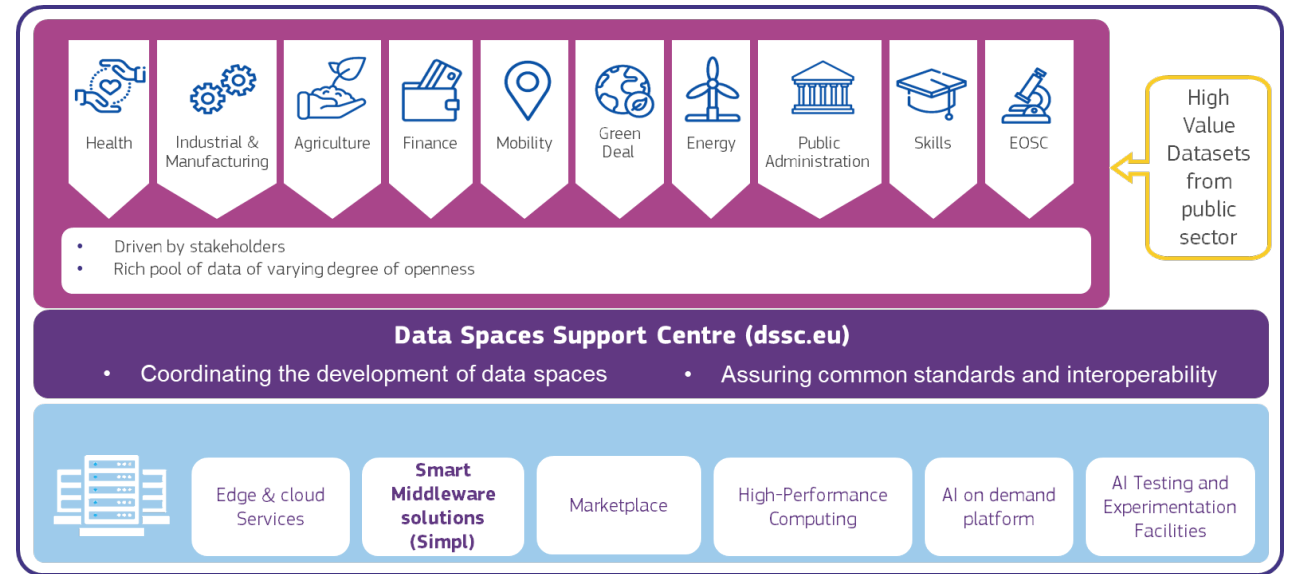 Health
Industrial &
Manufacturing
Agriculture
Finance
Mobility
Green
Deal
Energy
Public
Administration
Skills
EOSC
High
Value
Datasets
from
public
sector
• Driven by stakeholders
• Rich pool of data of varying degree of openness
Data Spaces Support Centre (dssc.eu)
• Coordinating the development of data spaces
• Assuring common standards and interoperability
Edge & cloud
Services
Smart
Middleware
solutions
(Simpl)
Marketplace
High-Performance
Computing
AI on demand
platform
AI Testing and
Experimentation
Facilities